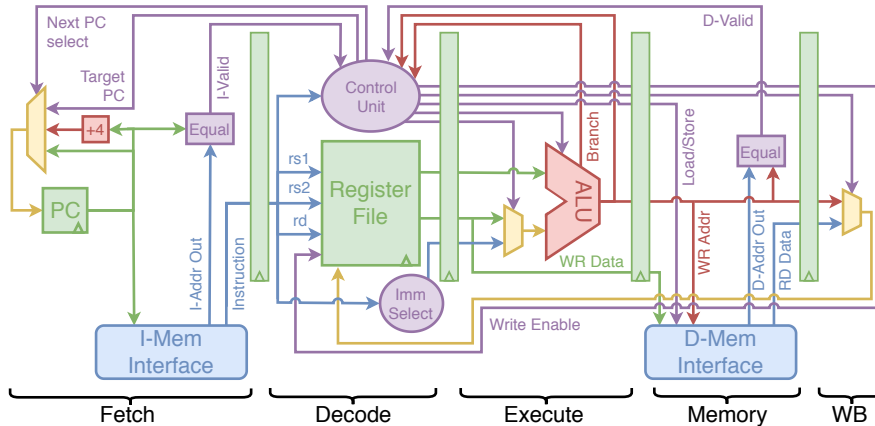 Next PC
select
Target
PC
I-Valid
D-Valid
Control
Unit
+4
Equal
Equal
PC
rs1
rs2
rd
Register
File
Branch
ALU
Load/Store
I-Addr Out
Instruction
Imm
Select
WR Data
WR Addr
D-Addr Out
RD Data
Write Enable
I-Mem
Interface
D-Mem
Interface
Fetch
Decode
Execute
Memory
WB